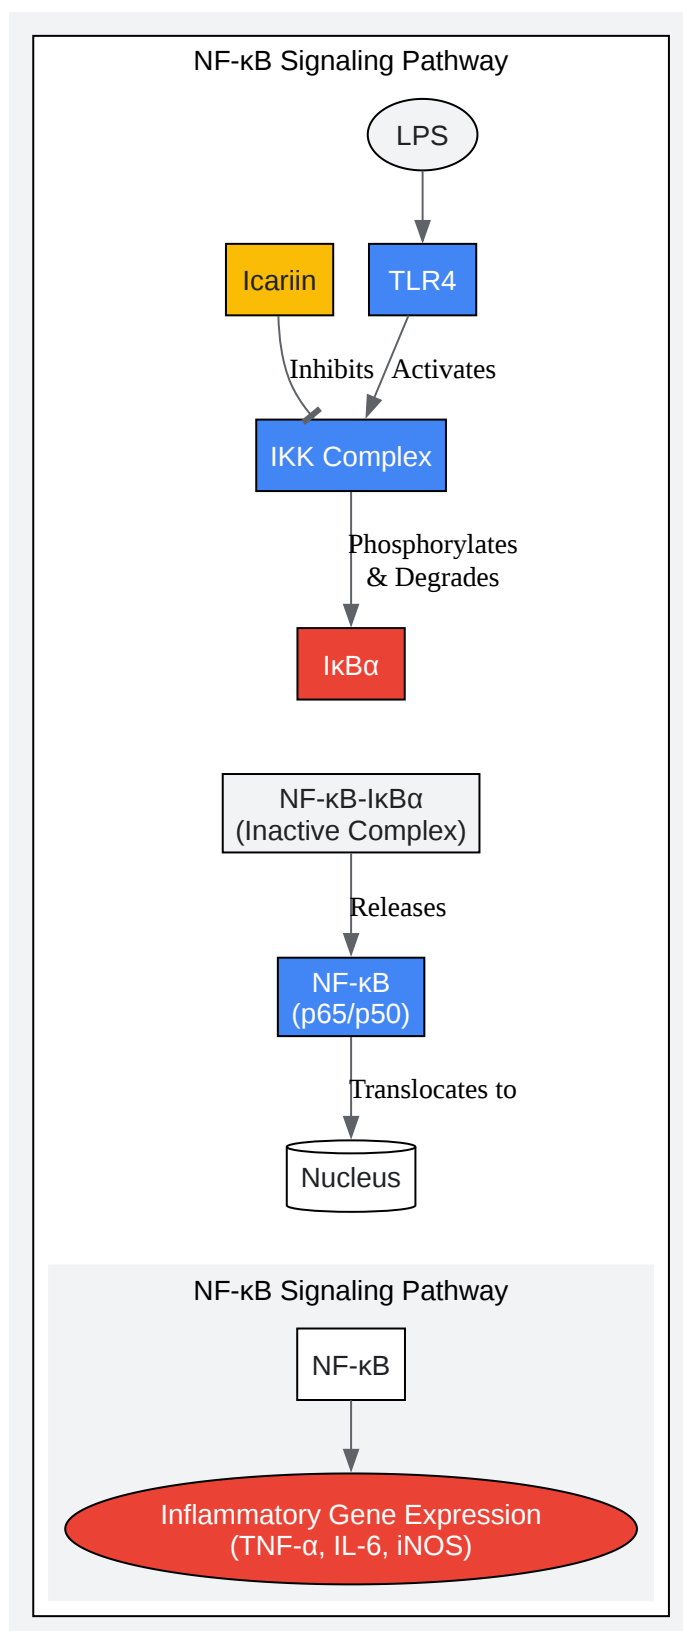 NF-κB Signaling Pathway
LPS
Icariin
TLR4
Inhibits
Activates
IKK Complex
Phosphorylates
& Degrades
IκBα
NF-κB-IκBα
(Inactive Complex)
Releases
NF-κB
(p65/p50)
Translocates to
Nucleus
NF-κB Signaling Pathway
NF-κB
Inflammatory Gene Expression
(TNF-α, IL-6, iNOS)